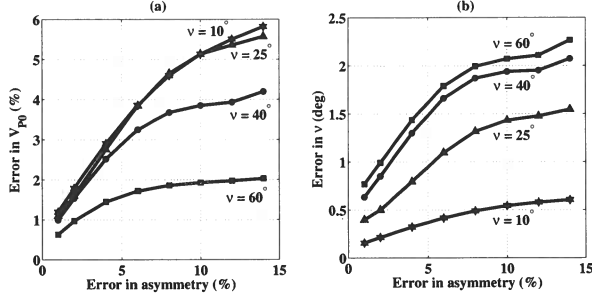 (a)
6
5
4
3
2
1
0
0
5
10
15
Error in V_P0 (%)
Error in asymmetry (%)
ν = 10°
ν = 25°
ν = 40°
ν = 60°
(b)
2.5
2
1.5
1
0.5
0
0
5
10
15
Error in ν (deg)
Error in asymmetry (%)
ν = 60°
ν = 40°
ν = 25°
ν = 10°